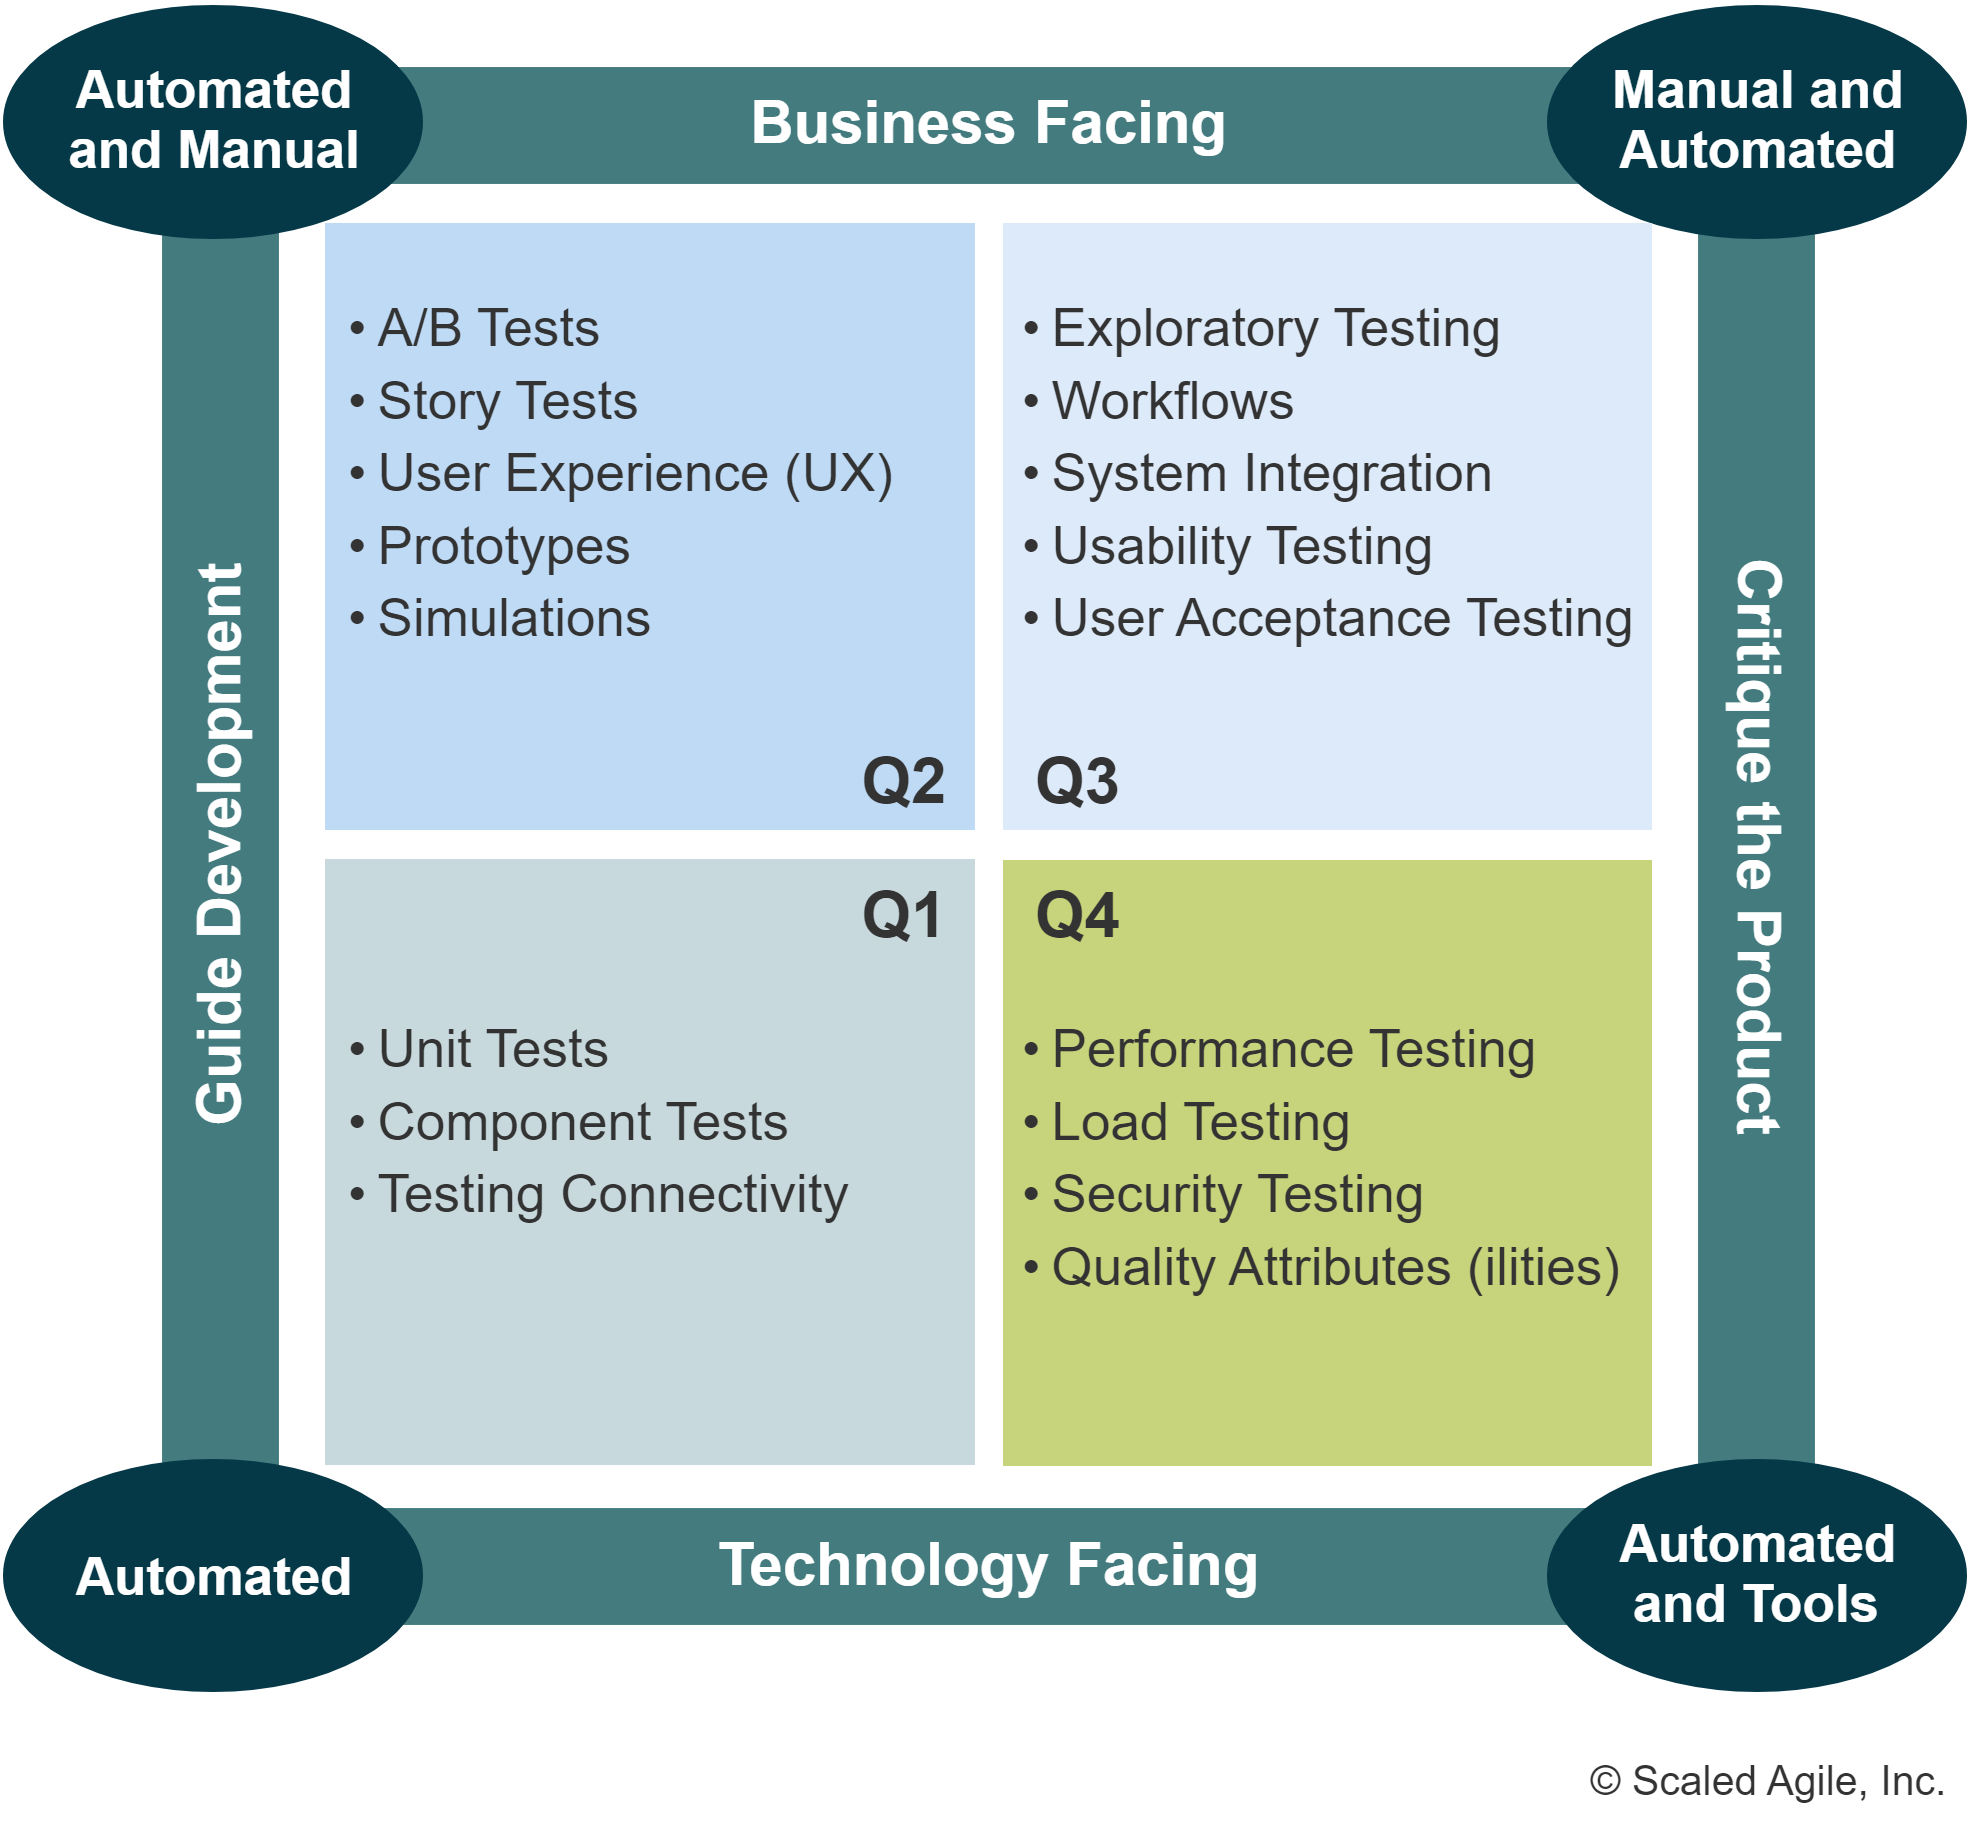 Automated
and Manual
Business Facing
Manual and
Automated
Guide Development
• A/B Tests
• Story Tests
• User Experience (UX)
• Prototypes
• Simulations
Q2
• Exploratory Testing
• Workflows
• System Integration
• Usability Testing
• User Acceptance Testing
Q3
Critique the Product
Q1
• Unit Tests
• Component Tests
• Testing Connectivity
Q4
• Performance Testing
• Load Testing
• Security Testing
• Quality Attributes (ilities)
Automated
Technology Facing
Automated
and Tools
© Scaled Agile, Inc.